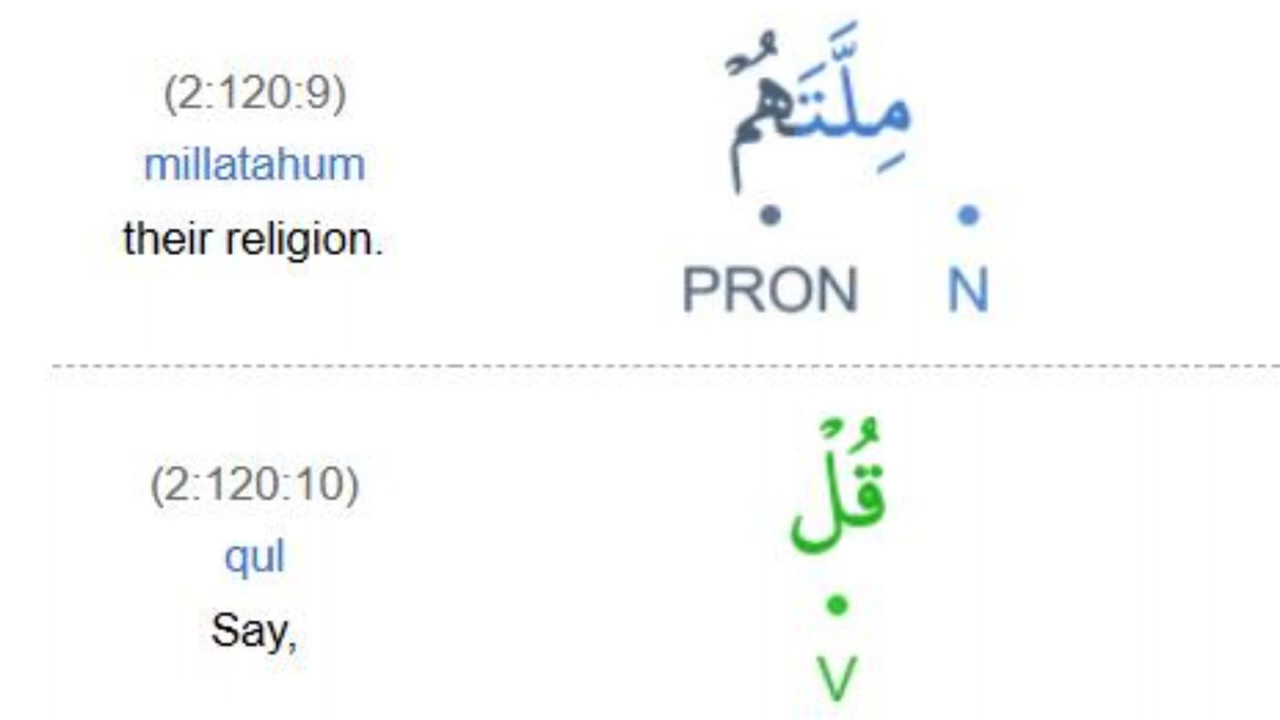 (2:120:9)
millatahum
their religion.
مِلَّتَهُمْ
PRON N
(2:120:10)
qul
Say,
قُلْ
V